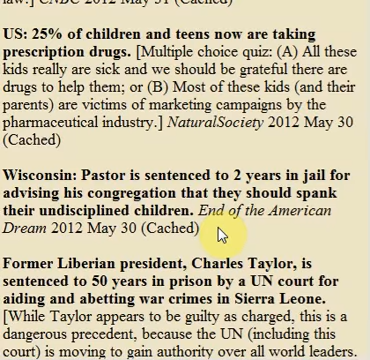 law.] CNBC 2012 May 31 (Cached)
US: 25% of children and teens now are taking
prescription drugs. [Multiple choice quiz: (A) All these
kids really are sick and we should be grateful there are
drugs to help them; or (B) Most of these kids (and their
parents) are victims of marketing campaigns by the
pharmaceutical industry.] NaturalSociety 2012 May 30
(Cached)
Wisconsin: Pastor is sentenced to 2 years in jail for
advising his congregation that they should spank
their undisciplined children. End of the American
Dream 2012 May 30 (Cached)
Former Liberian president, Charles Taylor, is
sentenced to 50 years in prison by a UN court for
aiding and abetting war crimes in Sierra Leone.
[While Taylor appears to be guilty as charged, this is a
dangerous precedent, because the UN (including this
court) is moving to gain authority over all world leaders.